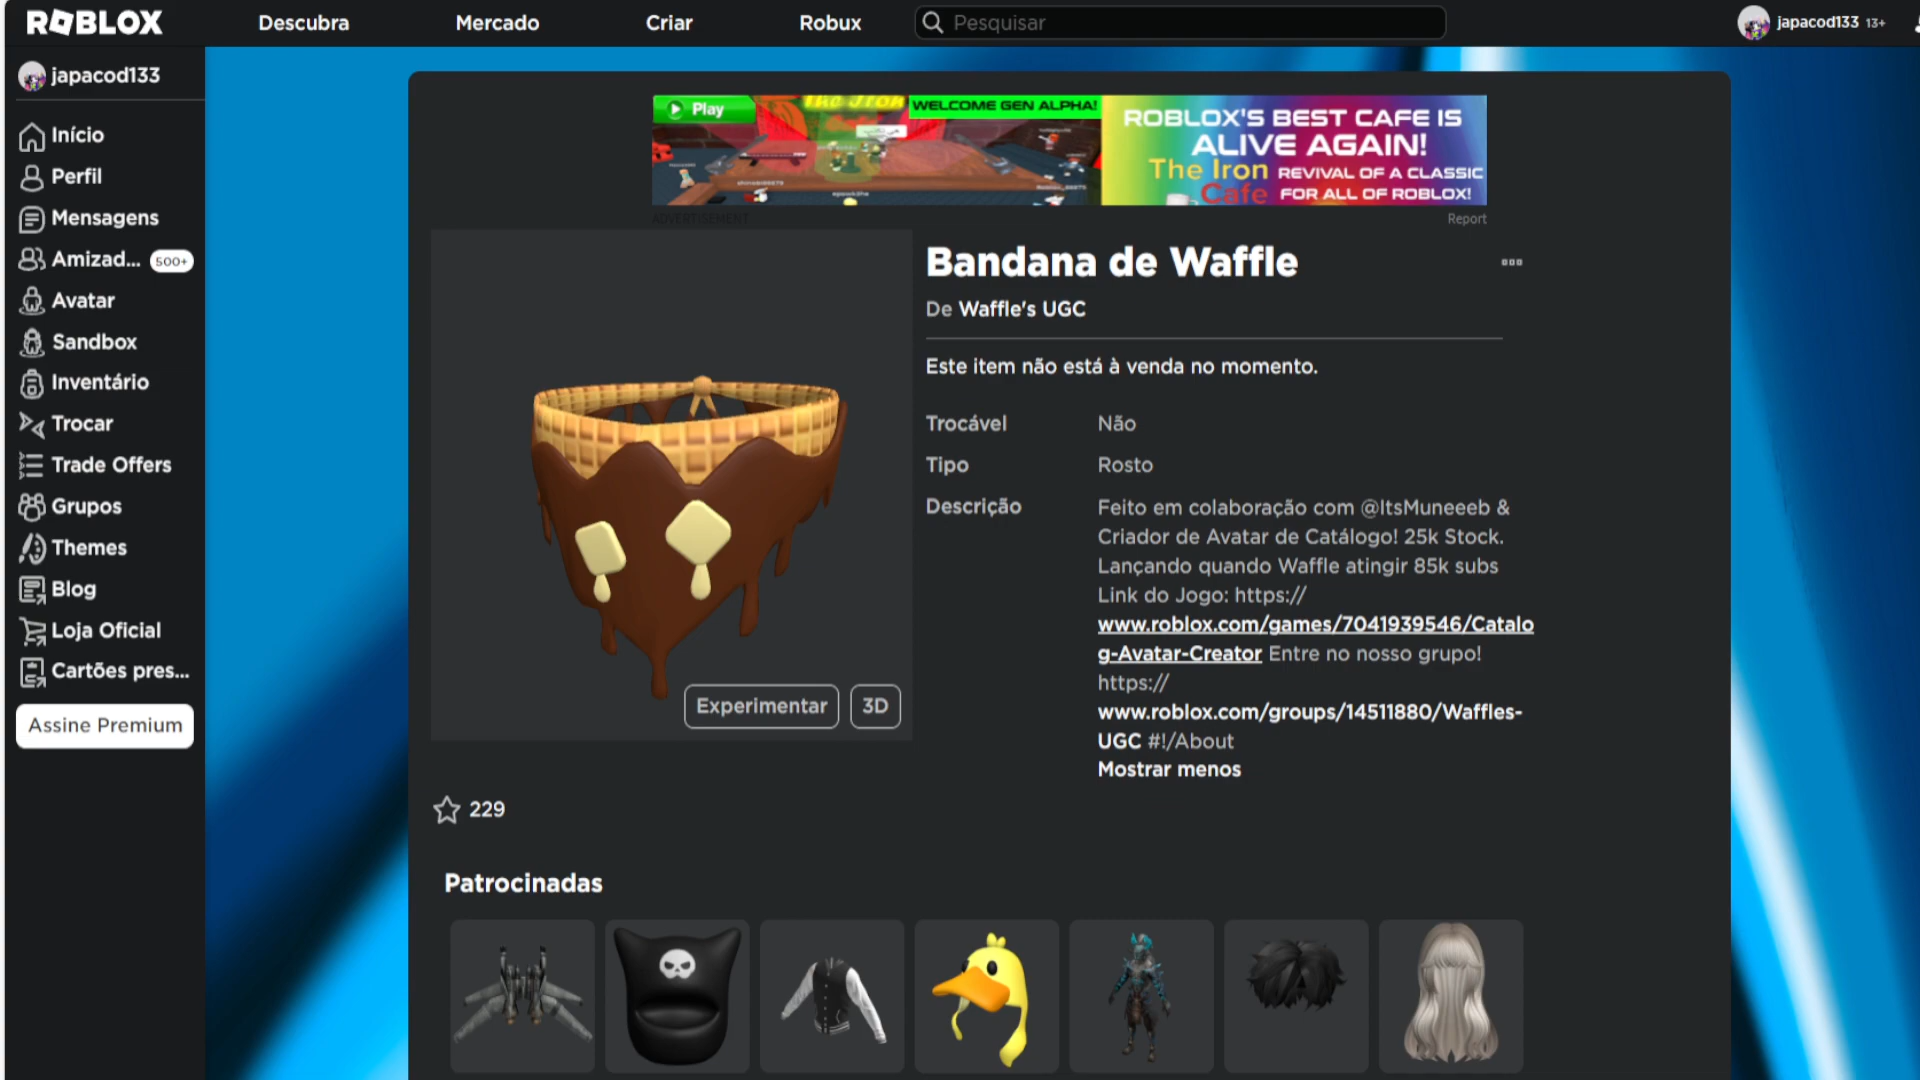 ROBLOX
Descubra
Mercado
Criar
Robux
Pesquisar
japacod133 13+
japacod133
Início
Perfil
Mensagens
Amizad... 500+
Avatar
Sandbox
Inventário
Trocar
Trade Offers
Grupos
Themes
Blog
Loja Oficial
Cartões pres...
Assine Premium
Play
The Iron
WELCOME GEN ALPHA!
ROBLOX'S BEST CAFE IS
ALIVE AGAIN!
The Iron
Cafe
REVIVAL OF A CLASSIC
FOR ALL OF ROBLOX!
ADVERTISEMENT
Report
Bandana de Waffle
De Waffle's UGC
Este item não está à venda no momento.
Trocável Não
Tipo Rosto
Descrição Feito em colaboração com @ItsMuneeeb &
Criador de Avatar de Catálogo! 25k Stock.
Lançando quando Waffle atingir 85k subs
Link do Jogo: https://
www.roblox.com/games/7041939546/Catalo
g-Avatar-Creator Entre no nosso grupo!
https://
www.roblox.com/groups/14511880/Waffles-
UGC #!/About
Mostrar menos
Experimentar
3D
229
Patrocinadas